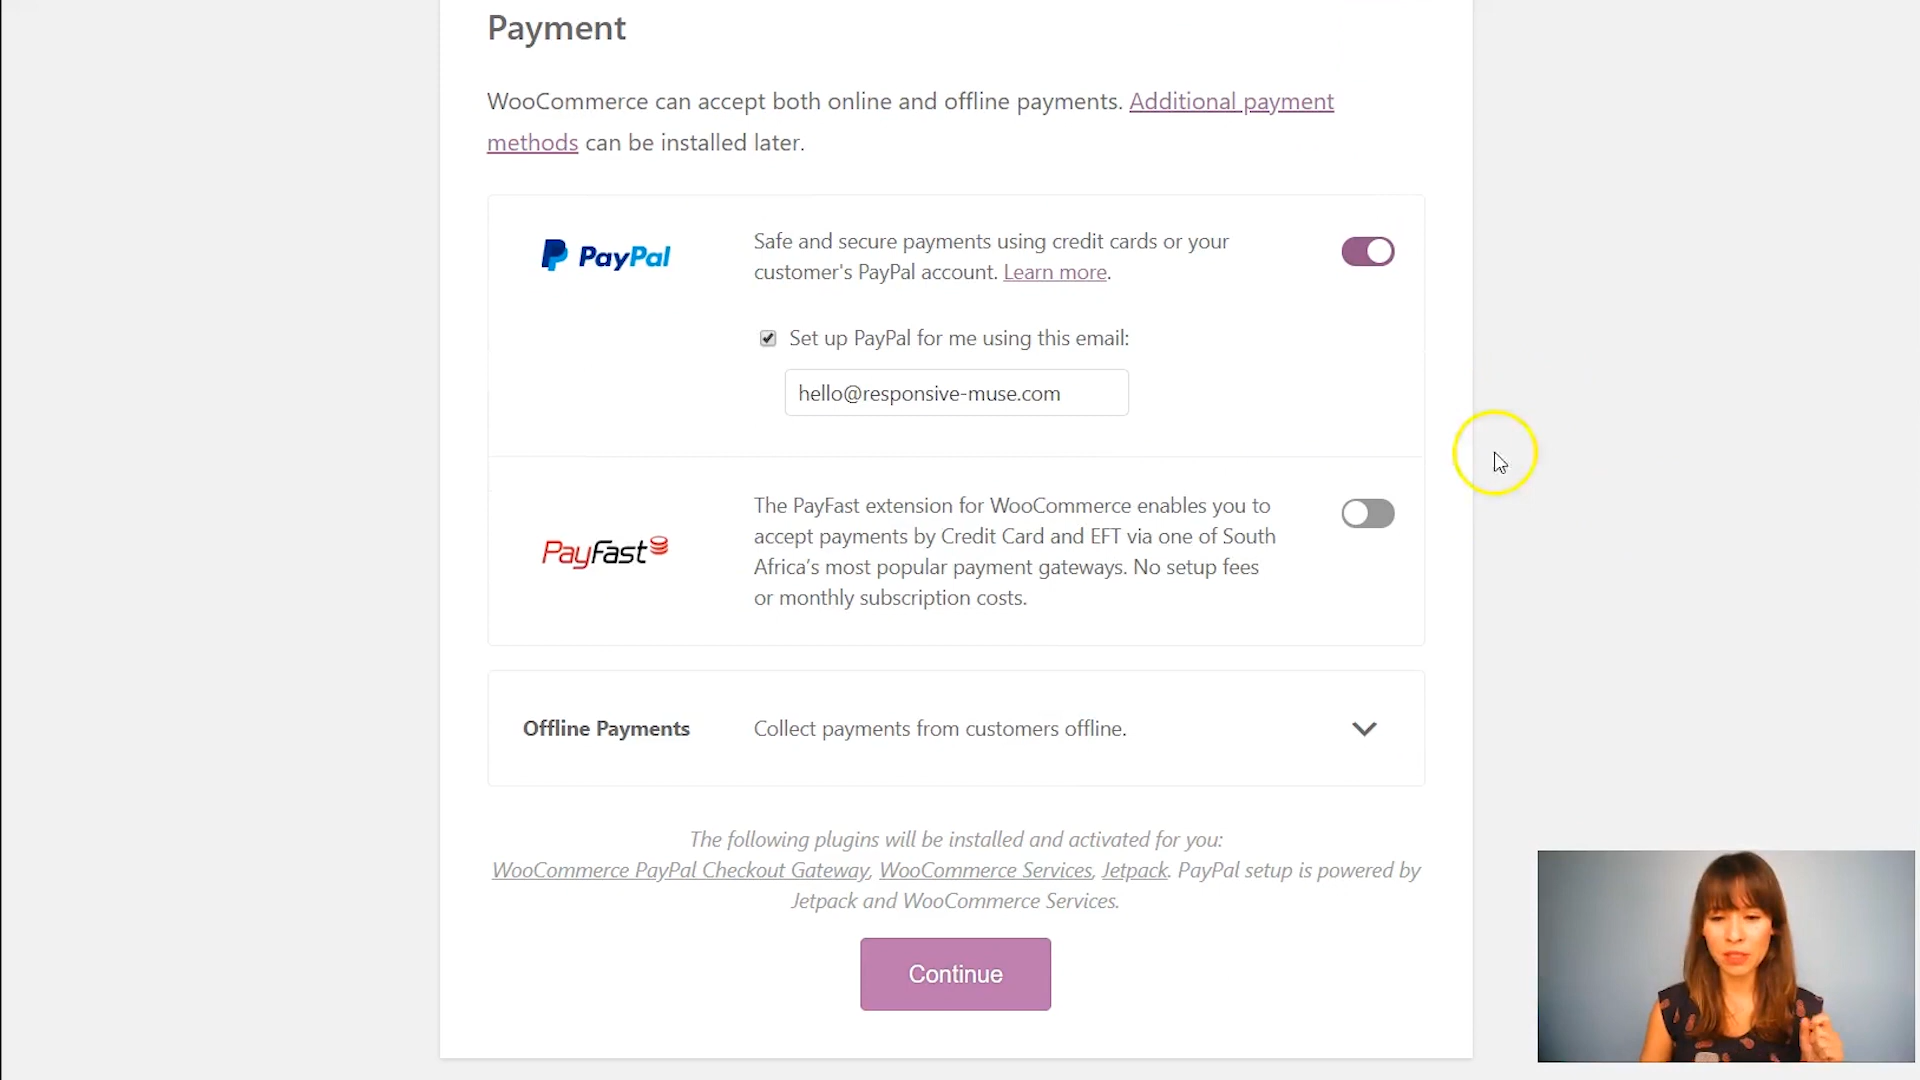 Payment
WooCommerce can accept both online and offline payments. Additional payment
methods can be installed later.
PayPal
Safe and secure payments using credit cards or your
customer's PayPal account. Learn more.
Set up PayPal for me using this email:
hello@responsive-muse.com
PayFast
The PayFast extension for WooCommerce enables you to
accept payments by Credit Card and EFT via one of South
Africa’s most popular payment gateways. No setup fees
or monthly subscription costs.
Offline Payments
Collect payments from customers offline.
The following plugins will be installed and activated for you:
WooCommerce PayPal Checkout Gateway, WooCommerce Services, Jetpack. PayPal setup is powered by
Jetpack and WooCommerce Services.
Continue